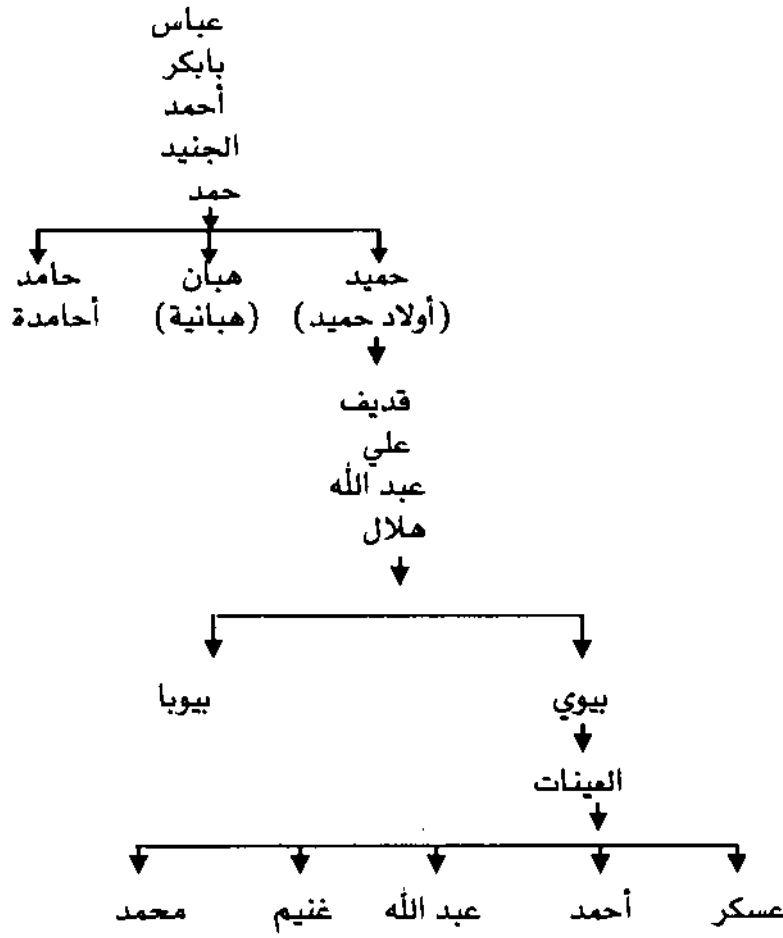 عباس
بابكر
أحمد
الجنيد
حمد
حميد هبان حامد
(أولاد حميد) (هبانية) أحامدة
قديف
علي
عبد الله
هلال
بيوي بيوبا
العينات
عسكر أحمد عبد الله غنيم محمد